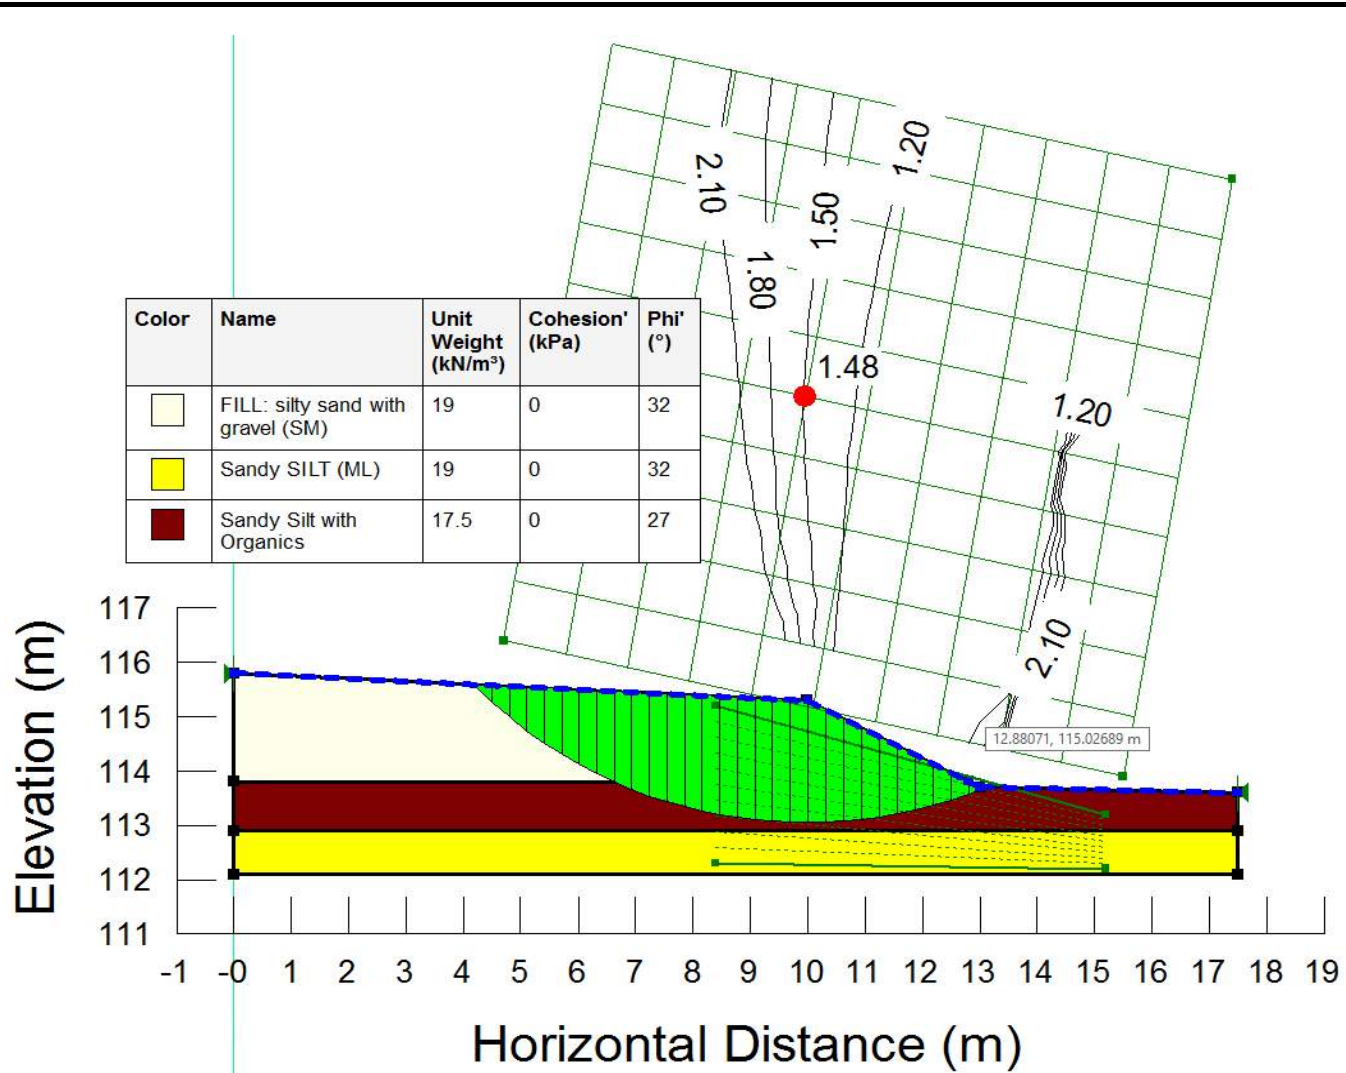 2.10
1.80
1.50
1.20
1.48
1.20
2.10
12.88071, 115.02689 m
Color Name Unit Weight (kN/m³) Cohesion' (kPa) Phi' (°)
FILL: silty sand with
gravel (SM) 19 0 32
Sandy SILT (ML) 19 0 32
Sandy Silt with
Organics 17.5 0 27
117
116
115
114
113
112
111
Elevation (m)
-1 -0 1 2 3 4 5 6 7 8 9 10 11 12 13 14 15 16 17 18 19
Horizontal Distance (m)